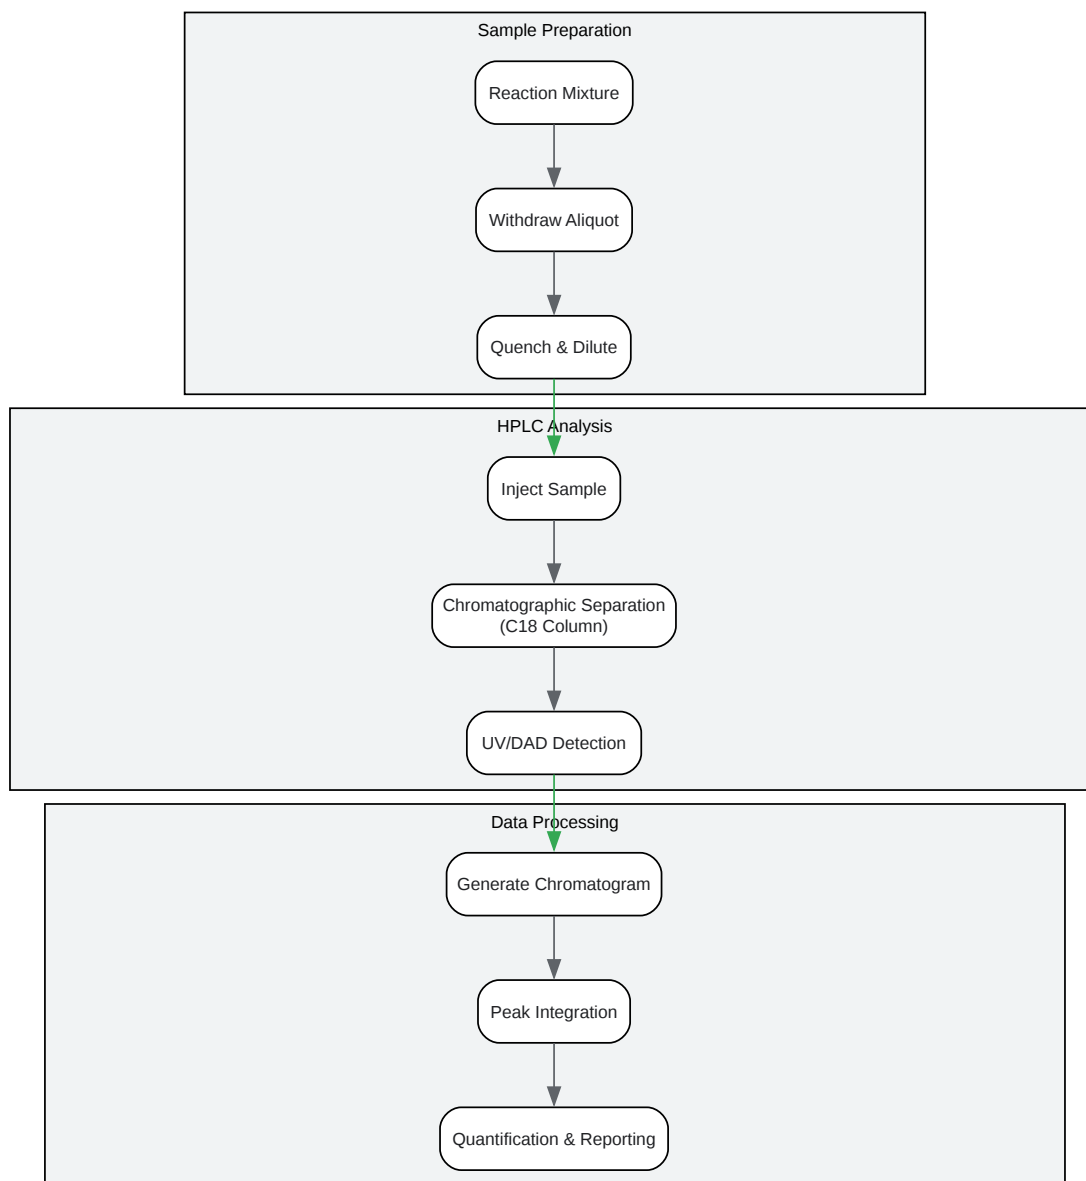 Sample Preparation
Reaction Mixture
Withdraw Aliquot
Quench & Dilute
HPLC Analysis
Inject Sample
Chromatographic Separation
(C18 Column)
UV/DAD Detection
Data Processing
Generate Chromatogram
Peak Integration
Quantification & Reporting